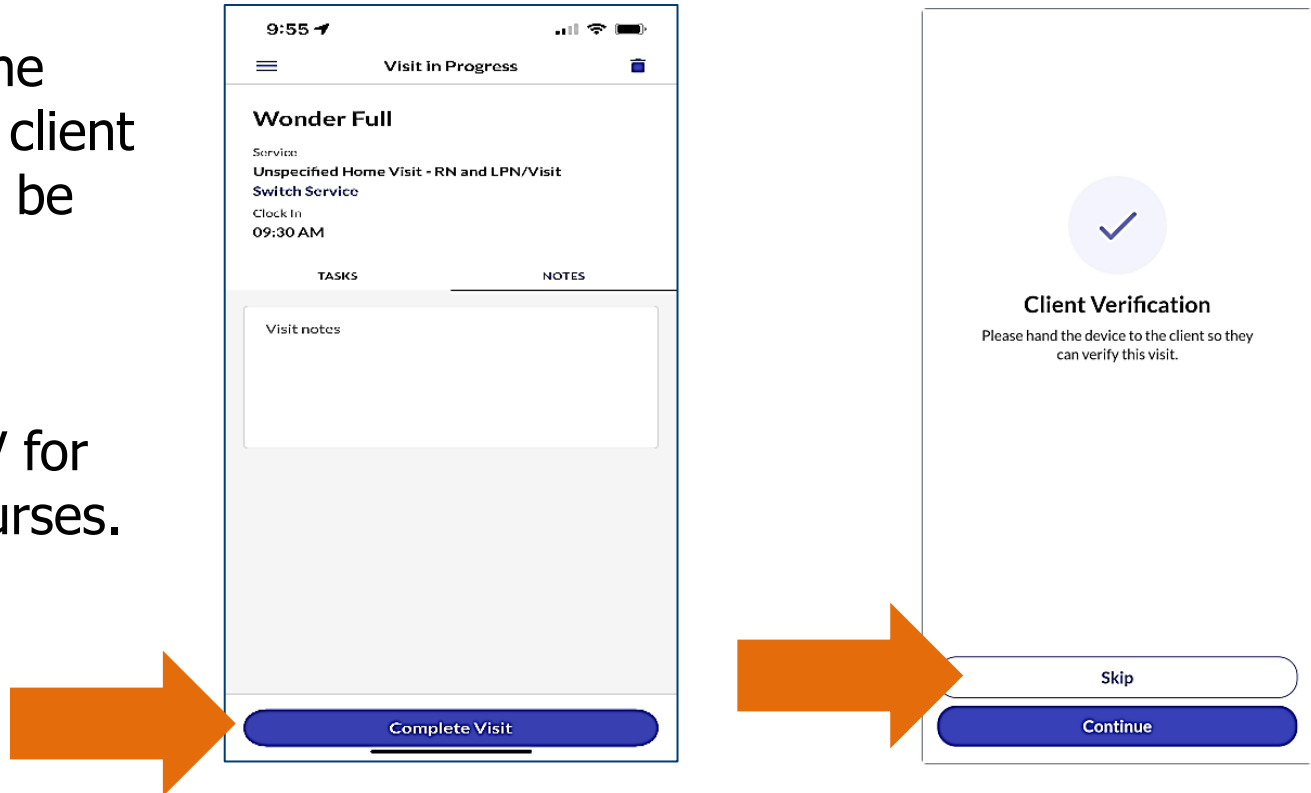 ne
client
be
/ for
urses.
9:55
Visit in Progress
Wonder Full
Service
Unspecified Home Visit - RN and LPN/Visit
Switch Service
Clock In
09:30 AM
TASKS
NOTES
Visit notes
Complete Visit
Client Verification
Please hand the device to the client so they
can verify this visit.
Skip
Continue